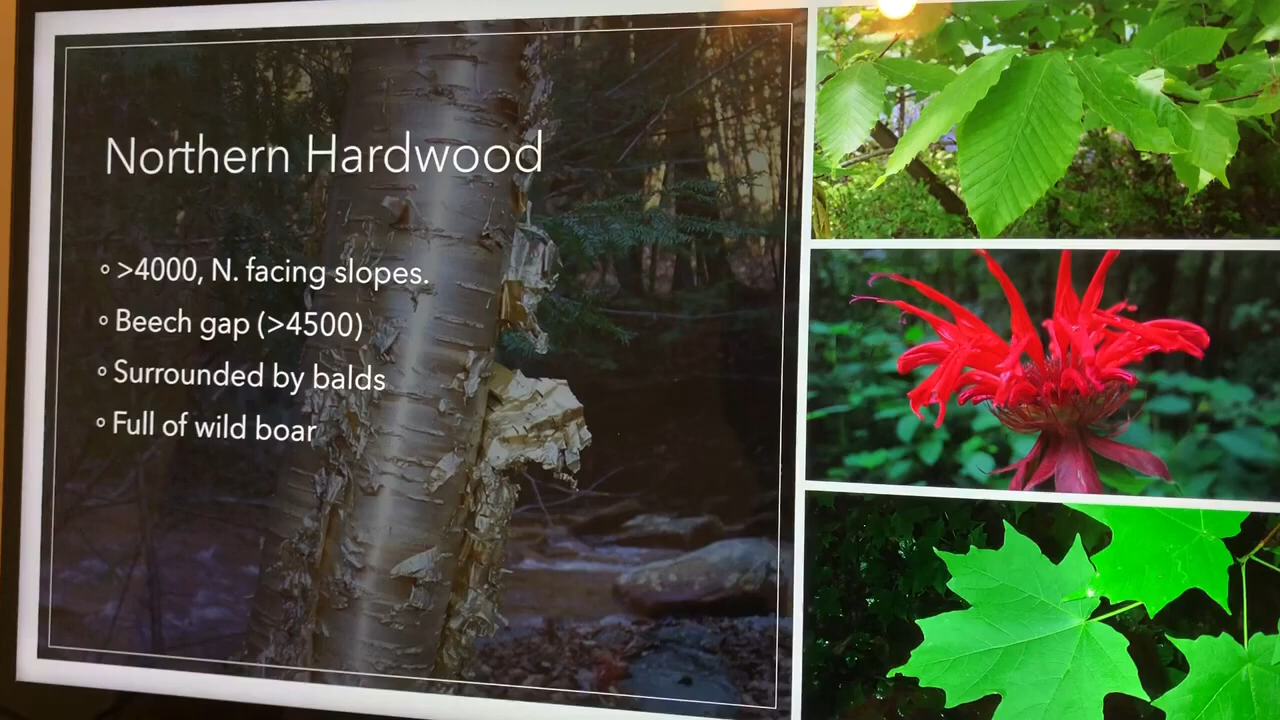 Northern Hardwood
◦ >4000, N. facing slopes.
◦ Beech gap (>4500)
◦ Surrounded by balds
◦ Full of wild boar